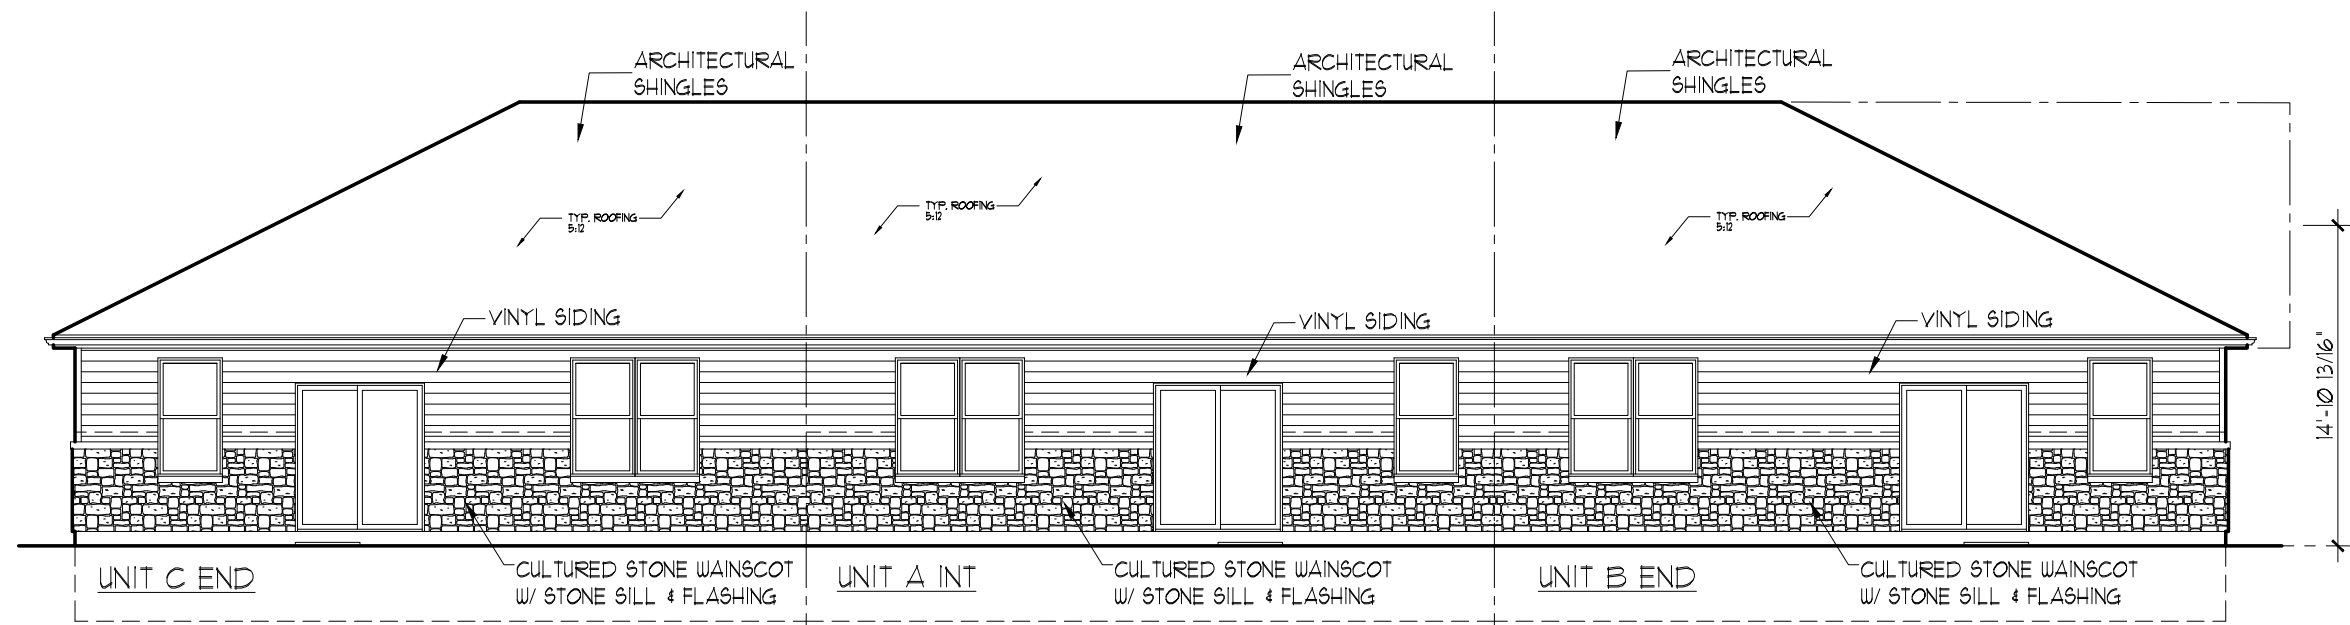 ARCHITECTURAL
SHINGLES
ARCHITECTURAL
SHINGLES
ARCHITECTURAL
SHINGLES
TYP. ROOFING
5:12
TYP. ROOFING
5:12
TYP. ROOFING
5:12
VINYL SIDING
VINYL SIDING
VINYL SIDING
14'-10 13/16"
UNIT C END
CULTURED STONE WAINSCOT
W/ STONE SILL & FLASHING
UNIT A INT
CULTURED STONE WAINSCOT
W/ STONE SILL & FLASHING
UNIT B END
CULTURED STONE WAINSCOT
W/ STONE SILL & FLASHING